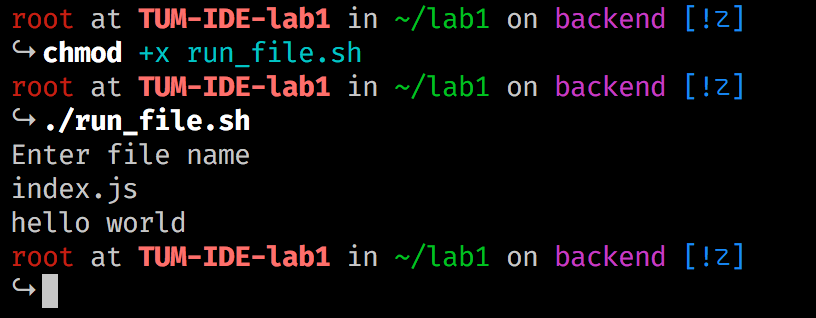 root at TUM-IDE-lab1 in ~/lab1 on backend [!☡]
↪ chmod +x run_file.sh
root at TUM-IDE-lab1 in ~/lab1 on backend [!☡]
↪ ./run_file.sh
Enter file name
index.js
hello world
root at TUM-IDE-lab1 in ~/lab1 on backend [!☡]
↪